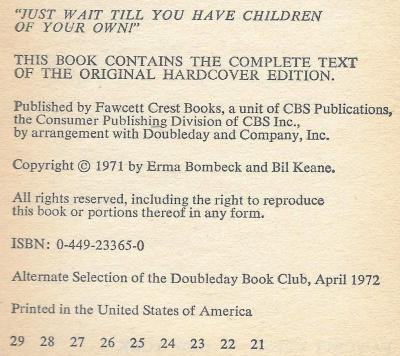 "JUST WAIT TILL YOU HAVE CHILDREN
OF YOUR OWN!"
THIS BOOK CONTAINS THE COMPLETE TEXT
OF THE ORIGINAL HARDCOVER EDITION.
Published by Fawcett Crest Books, a unit of CBS Publications,
the Consumer Publishing Division of CBS Inc.,
by arrangement with Doubleday and Company, Inc.
Copyright © 1971 by Erma Bombeck and Bil Keane.
All rights reserved, including the right to reproduce
this book or portions thereof in any form.
ISBN: 0-449-23365-0
Alternate Selection of the Doubleday Book Club, April 1972
Printed in the United States of America
29 28 27 26 25 24 23 22 21